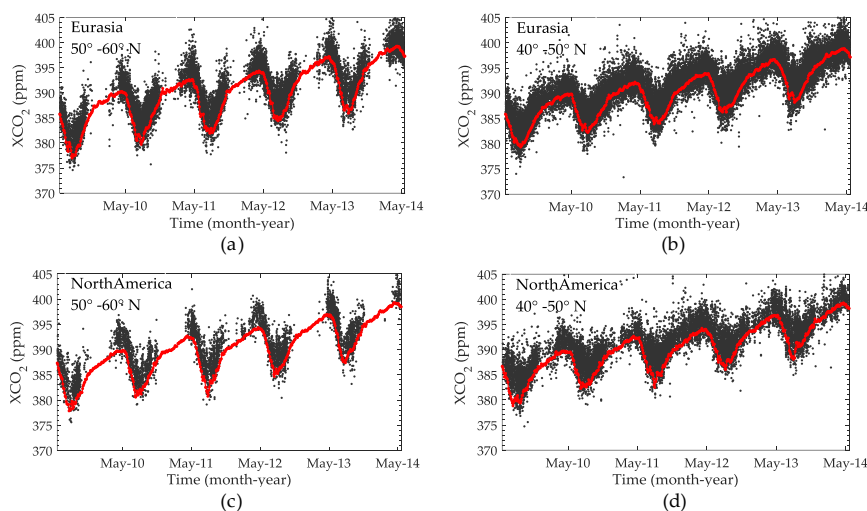 405
400
395
390
385
380
375
370
XCO2 (ppm)
Eurasia
50° -60° N
May-10 May-11 May-12 May-13 May-14
Time (month-year)
(a)
405
400
395
390
385
380
375
370
XCO2 (ppm)
Eurasia
40° -50° N
May-10 May-11 May-12 May-13 May-14
Time (month-year)
(b)
405
400
395
390
385
380
375
370
XCO2 (ppm)
NorthAmerica
50° -60° N
May-10 May-11 May-12 May-13 May-14
Time (month-year)
(c)
405
400
395
390
385
380
375
370
XCO2 (ppm)
NorthAmerica
40° -50° N
May-10 May-11 May-12 May-13 May-14
Time (month-year)
(d)